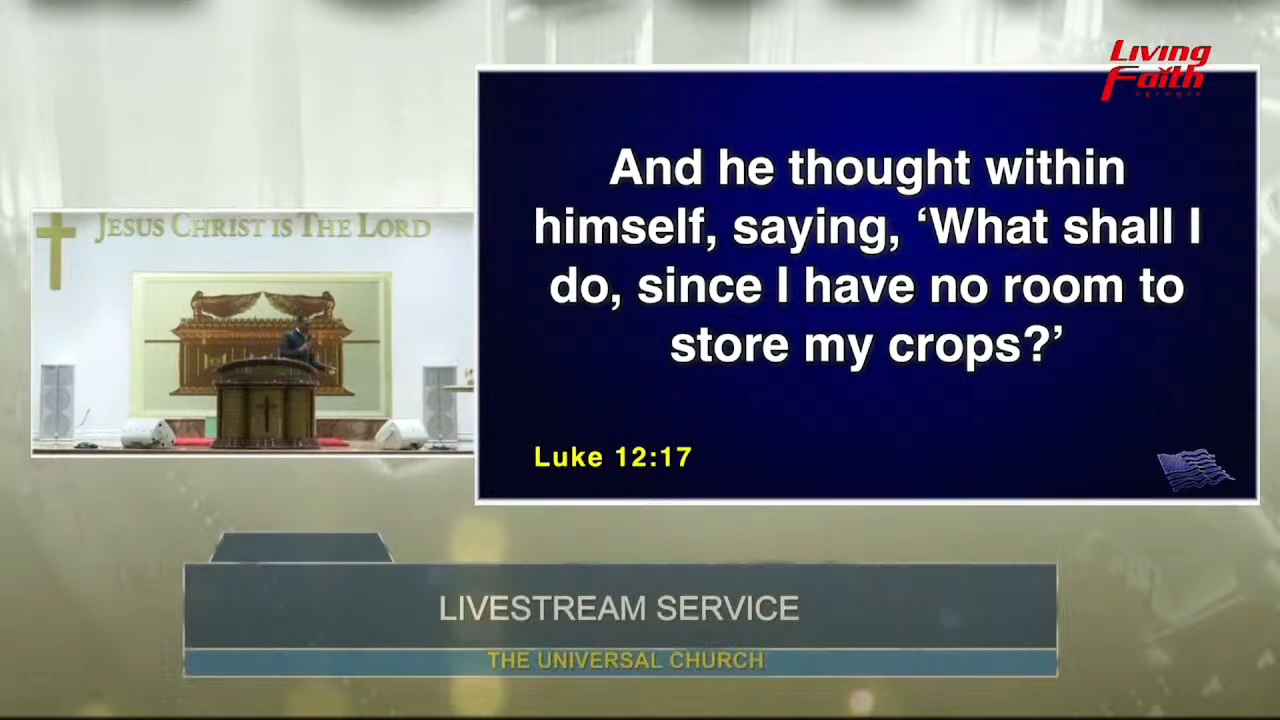 Living
Faith
JESUS CHRIST IS THE LORD
And he thought within
himself, saying, ‘What shall I
do, since I have no room to
store my crops?’
Luke 12:17
LIVESTREAM SERVICE
THE UNIVERSAL CHURCH